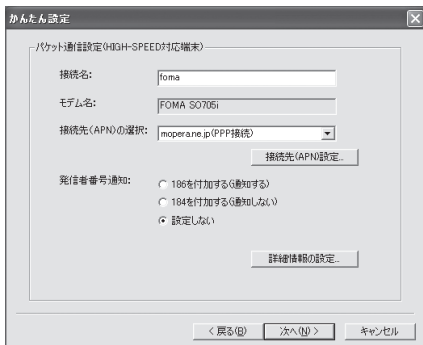 かんたん設定
パケット通信設定(HIGH-SPEED対応端末)
接続名:
foma
モデム名:
FOMA SO705i
接続先(APN)の選択:
mopera.ne.jp(PPP接続)
接続先(APN)設定...
発信者番号通知:
186を付加する(通知する)
184を付加する(通知しない)
設定しない
詳細情報の設定...
< 戻る(B)
次へ(N) >
キャンセル